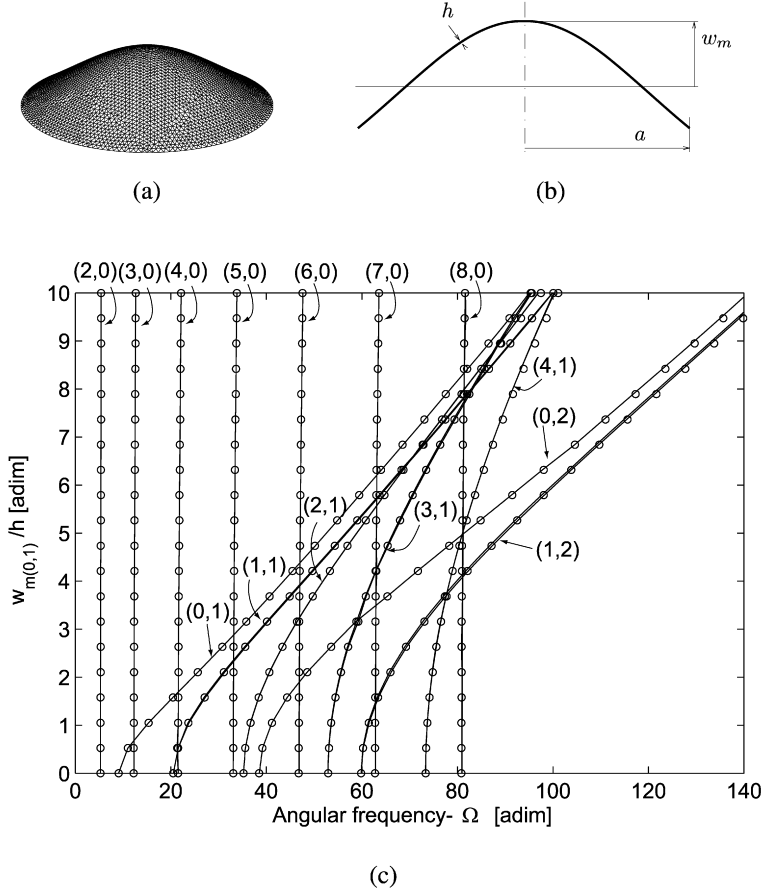 h
w_m
a
(a)
(b)
(2,0) (3,0) (4,0) (5,0) (6,0) (7,0) (8,0)
10
9
8
7
6
5
4
3
2
1
0
w_m(0,1) /h [adim]
(4,1)
(0,2)
(2,1)
(3,1)
(1,2)
(1,1)
(0,1)
0 20 40 60 80 100 120 140
Angular frequency- Ω [adim]
(c)